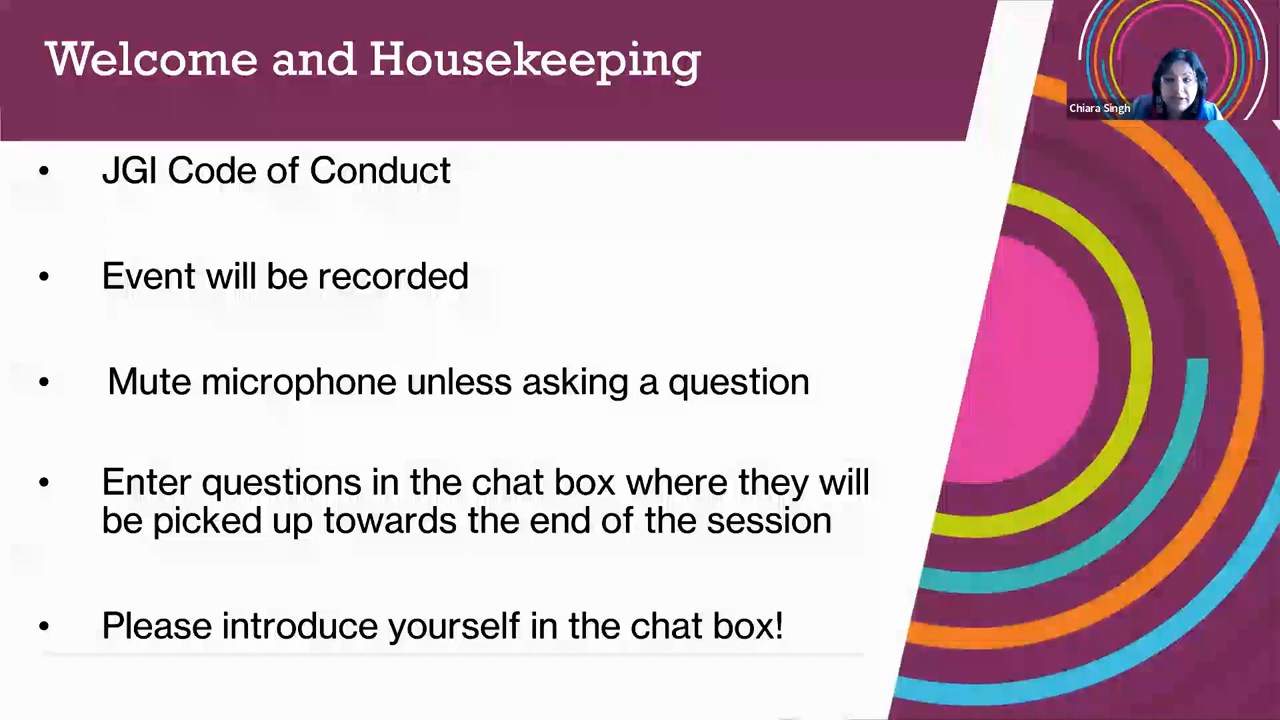 Welcome and Housekeeping
Chiara Singh
• JGI Code of Conduct
• Event will be recorded
• Mute microphone unless asking a question
• Enter questions in the chat box where they will
be picked up towards the end of the session
• Please introduce yourself in the chat box!